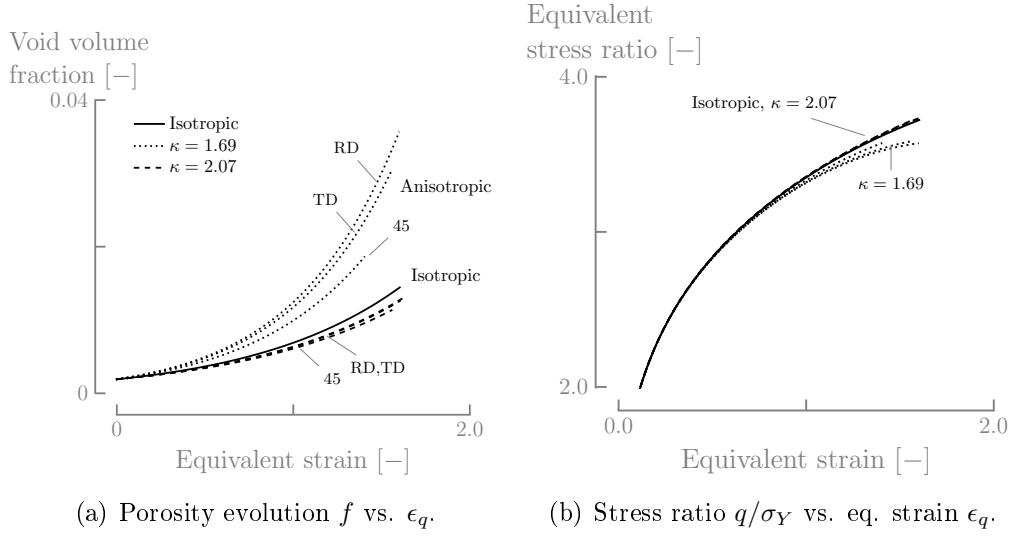 Void volume
fraction [−]
0.04
Isotropic
κ = 1.69
κ = 2.07
RD
TD
Anisotropic
45
Isotropic
RD,TD
45
0
0
2.0
Equivalent strain [−]
(a) Porosity evolution f vs. ϵq.
Equivalent
stress ratio [−]
4.0
Isotropic, κ = 2.07
κ = 1.69
2.0
0.0
2.0
Equivalent strain [−]
(b) Stress ratio q/σY vs. eq. strain ϵq.